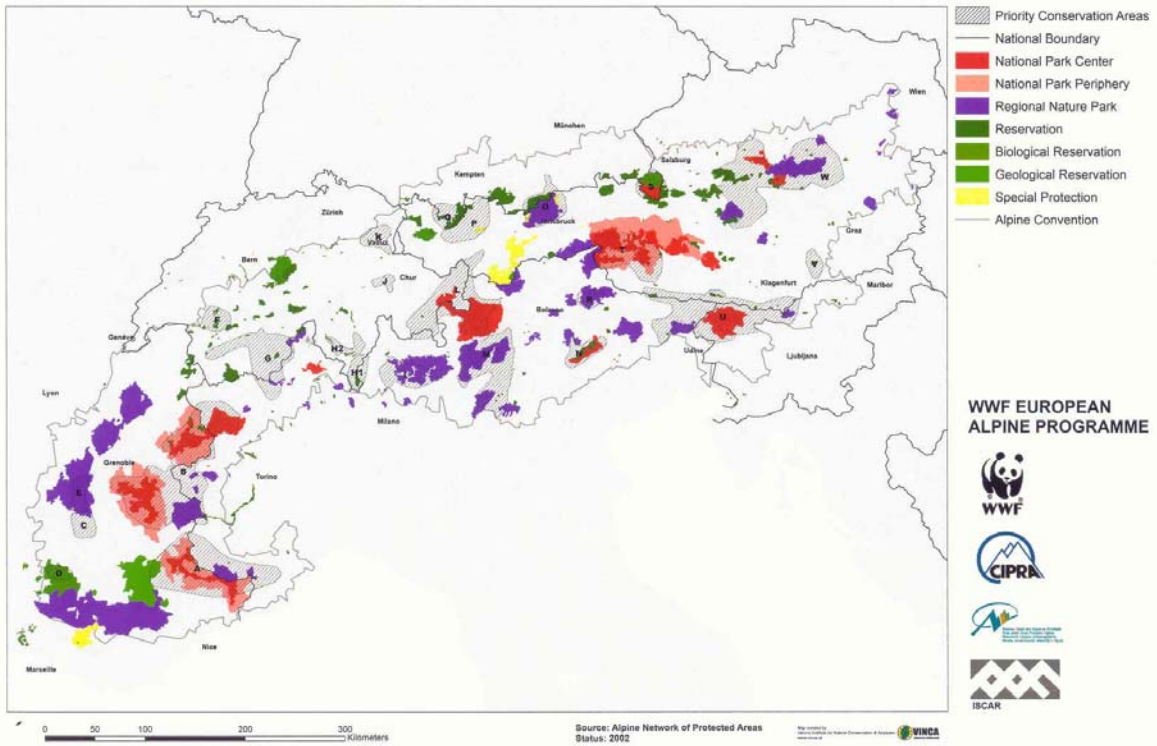 Priority Conservation Areas
National Boundary
National Park Center
National Park Periphery
Regional Nature Park
Reservation
Biological Reservation
Geological Reservation
Special Protection
Alpine Convention
Wien
München
Salzburg
Kempten
Zürich
Graz
Bern
Chur
Klagenfurt
Maribor
Udine
Ljubljana
Lyon
Milano
Grenoble
Torino
Nice
Marseille
W
S
Q
P
K
T
J
L
R
F
U
G
H2
H1
M
N
B
E
C
D
A
WWF EUROPEAN
ALPINE PROGRAMME
WWF
CIPRA
ISCAR
0 50 100 200 300
Kilometers
Source: Alpine Network of Protected Areas
Status: 2002
VINCA